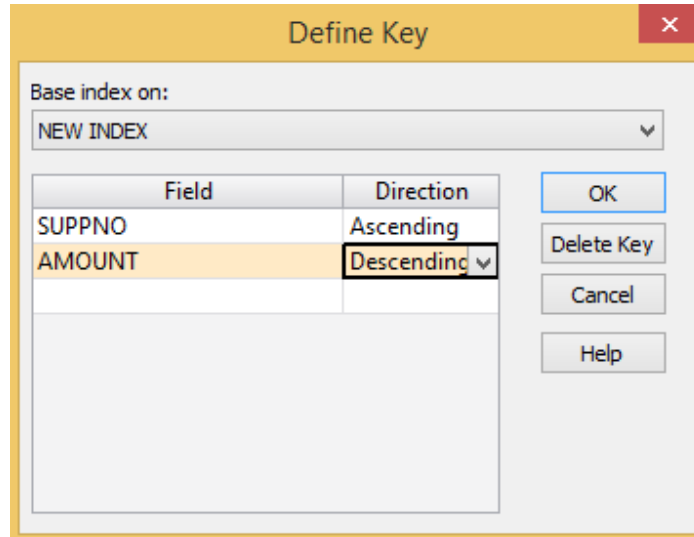 Define Key
Base index on:
NEW INDEX
Field Direction
SUPPNO Ascending
AMOUNT Descending
OK
Delete Key
Cancel
Help